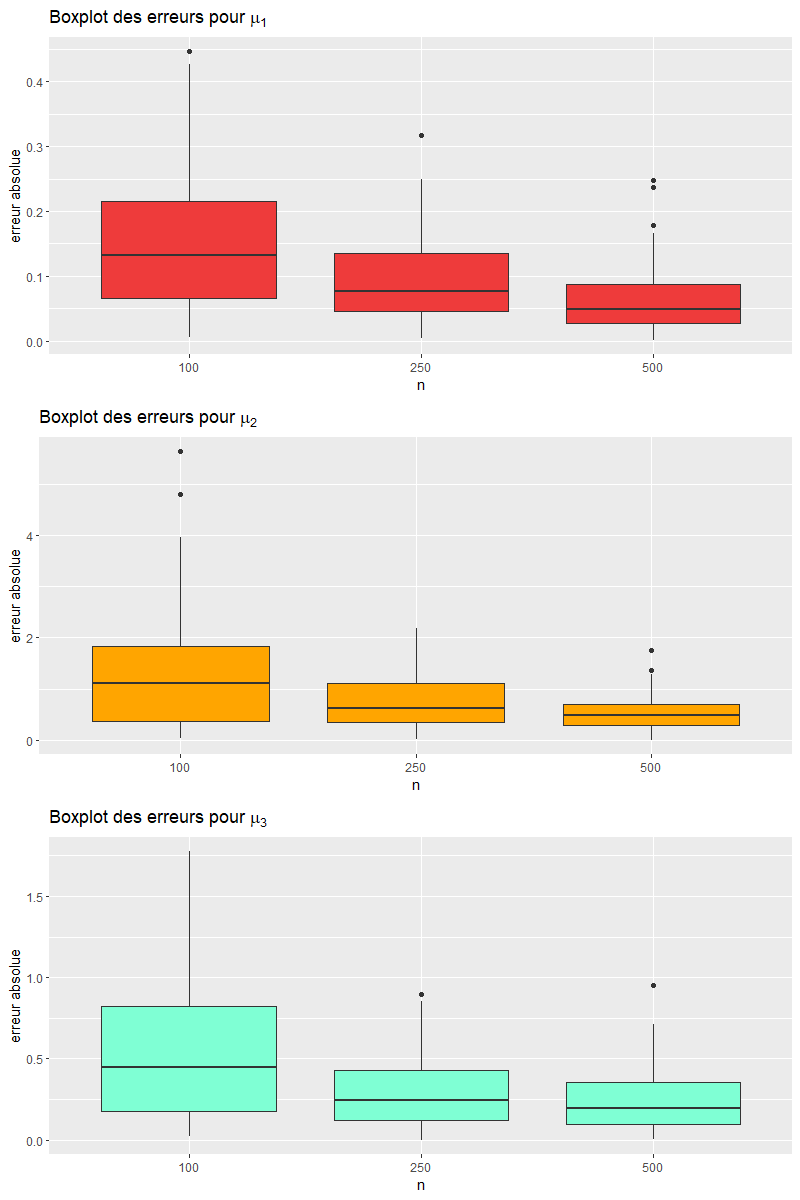 Boxplot des erreurs pour μ1
erreur absolue
0.4
0.3
0.2
0.1
0.0
100 250 500
n
Boxplot des erreurs pour μ2
erreur absolue
4
2
0
100 250 500
n
Boxplot des erreurs pour μ3
erreur absolue
1.5
1.0
0.5
0.0
100 250 500
n